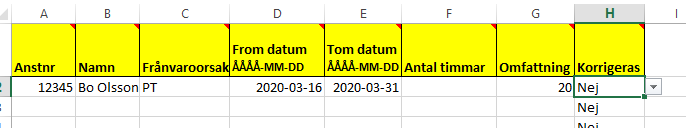 A B C D E F G H I
Anstnr Namn Frånvaroorsak From datum ÅÅÅÅ-MM-DD Tom datum ÅÅÅÅ-MM-DD Antal timmar Omfattning Korrigeras
2 12345 Bo Olsson PT 2020-03-16 2020-03-31 20 Nej
Nej
Nej